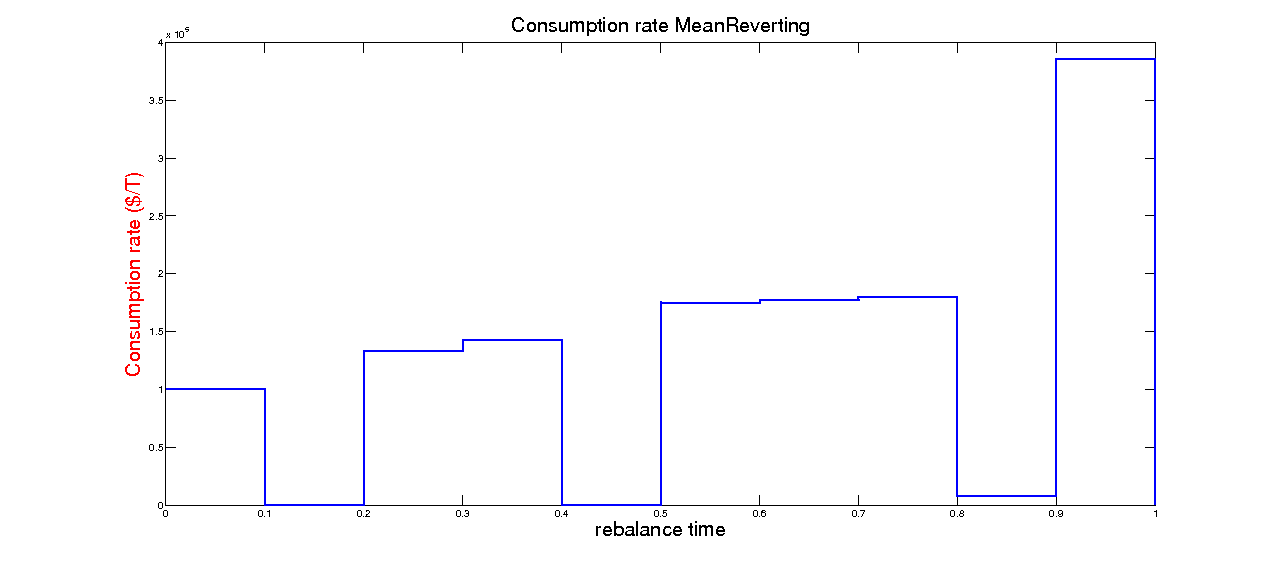 Consumption rate MeanReverting
x 10^5
4
3.5
3
2.5
2
1.5
1
0.5
0
Consumption rate ($/T)
0 0.1 0.2 0.3 0.4 0.5 0.6 0.7 0.8 0.9 1
rebalance time